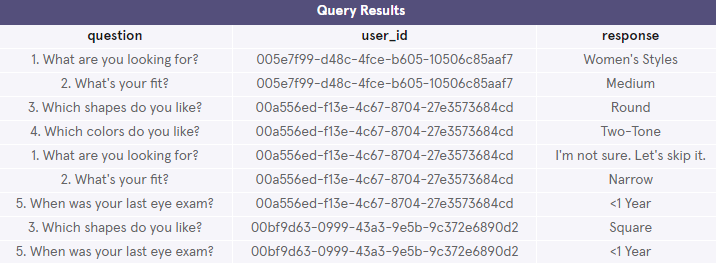 Query Results
question user_id response
1. What are you looking for? 005e7f99-d48c-4fce-b605-10506c85aaf7 Women's Styles
2. What's your fit? 005e7f99-d48c-4fce-b605-10506c85aaf7 Medium
3. Which shapes do you like? 00a556ed-f13e-4c67-8704-27e3573684cd Round
4. Which colors do you like? 00a556ed-f13e-4c67-8704-27e3573684cd Two-Tone
1. What are you looking for? 00a556ed-f13e-4c67-8704-27e3573684cd I'm not sure. Let's skip it.
2. What's your fit? 00a556ed-f13e-4c67-8704-27e3573684cd Narrow
5. When was your last eye exam? 00a556ed-f13e-4c67-8704-27e3573684cd <1 Year
3. Which shapes do you like? 00bf9d63-0999-43a3-9e5b-9c372e6890d2 Square
5. When was your last eye exam? 00bf9d63-0999-43a3-9e5b-9c372e6890d2 <1 Year